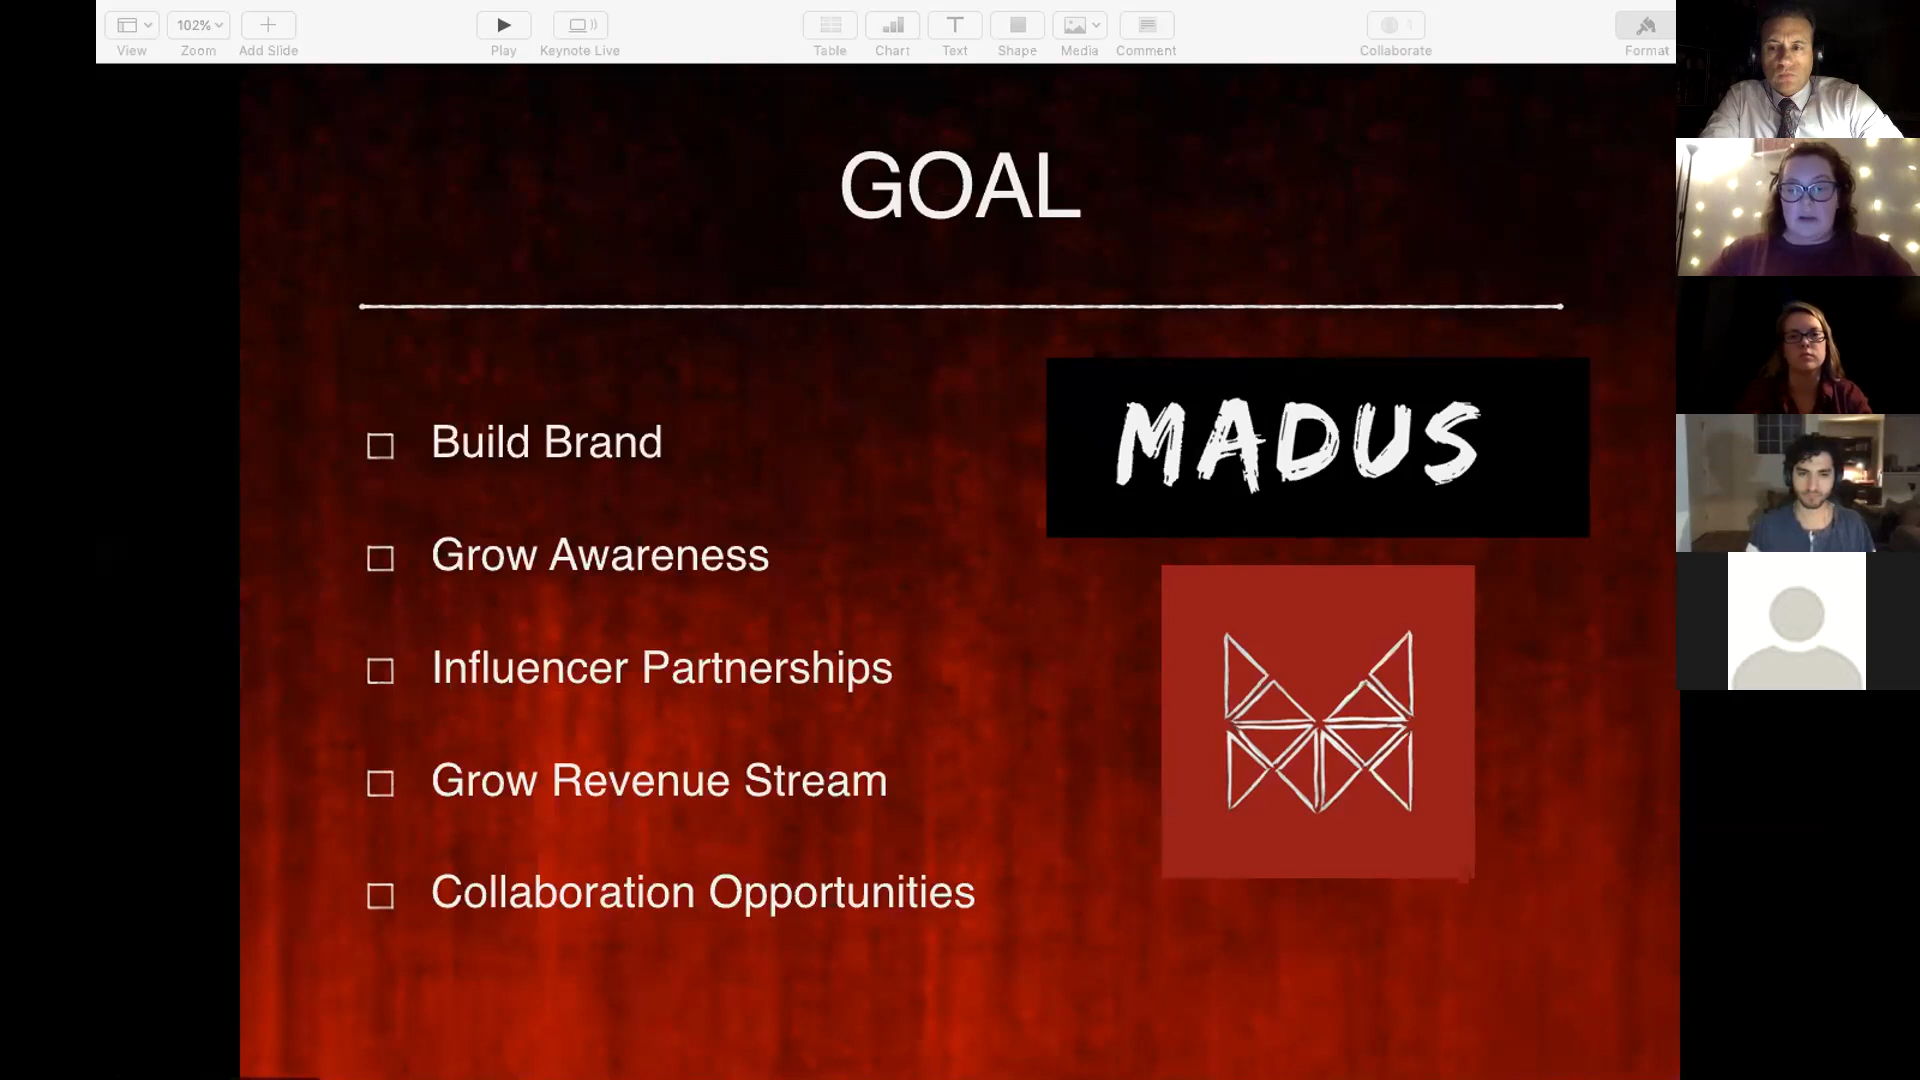 102%
View
Zoom
Add Slide
Play
Keynote Live
Table
Chart
Text
Shape
Media
Comment
Collaborate
Format
GOAL
Build Brand
Grow Awareness
Influencer Partnerships
Grow Revenue Stream
Collaboration Opportunities
MADUS